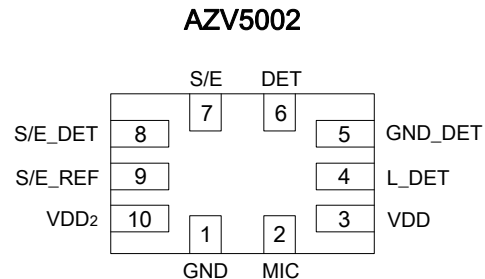 AZV5002
S/E DET
7 6
S/E_DET 8 5 GND_DET
S/E_REF 9 4 L_DET
VDD2 10 3 VDD
1 2
GND MIC